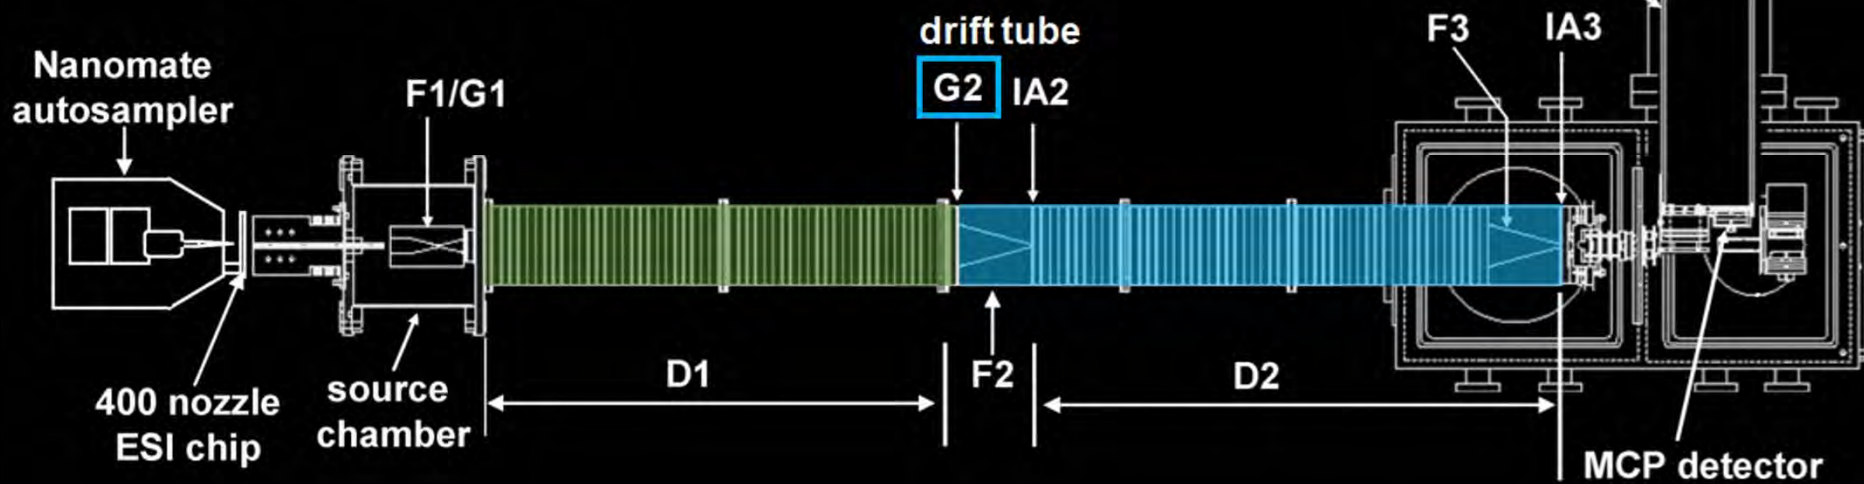 drift tube
Nanomate
autosampler
F1/G1
G2
IA2
F3
IA3
400 nozzle
ESI chip
source
chamber
D1
F2
D2
MCP detector